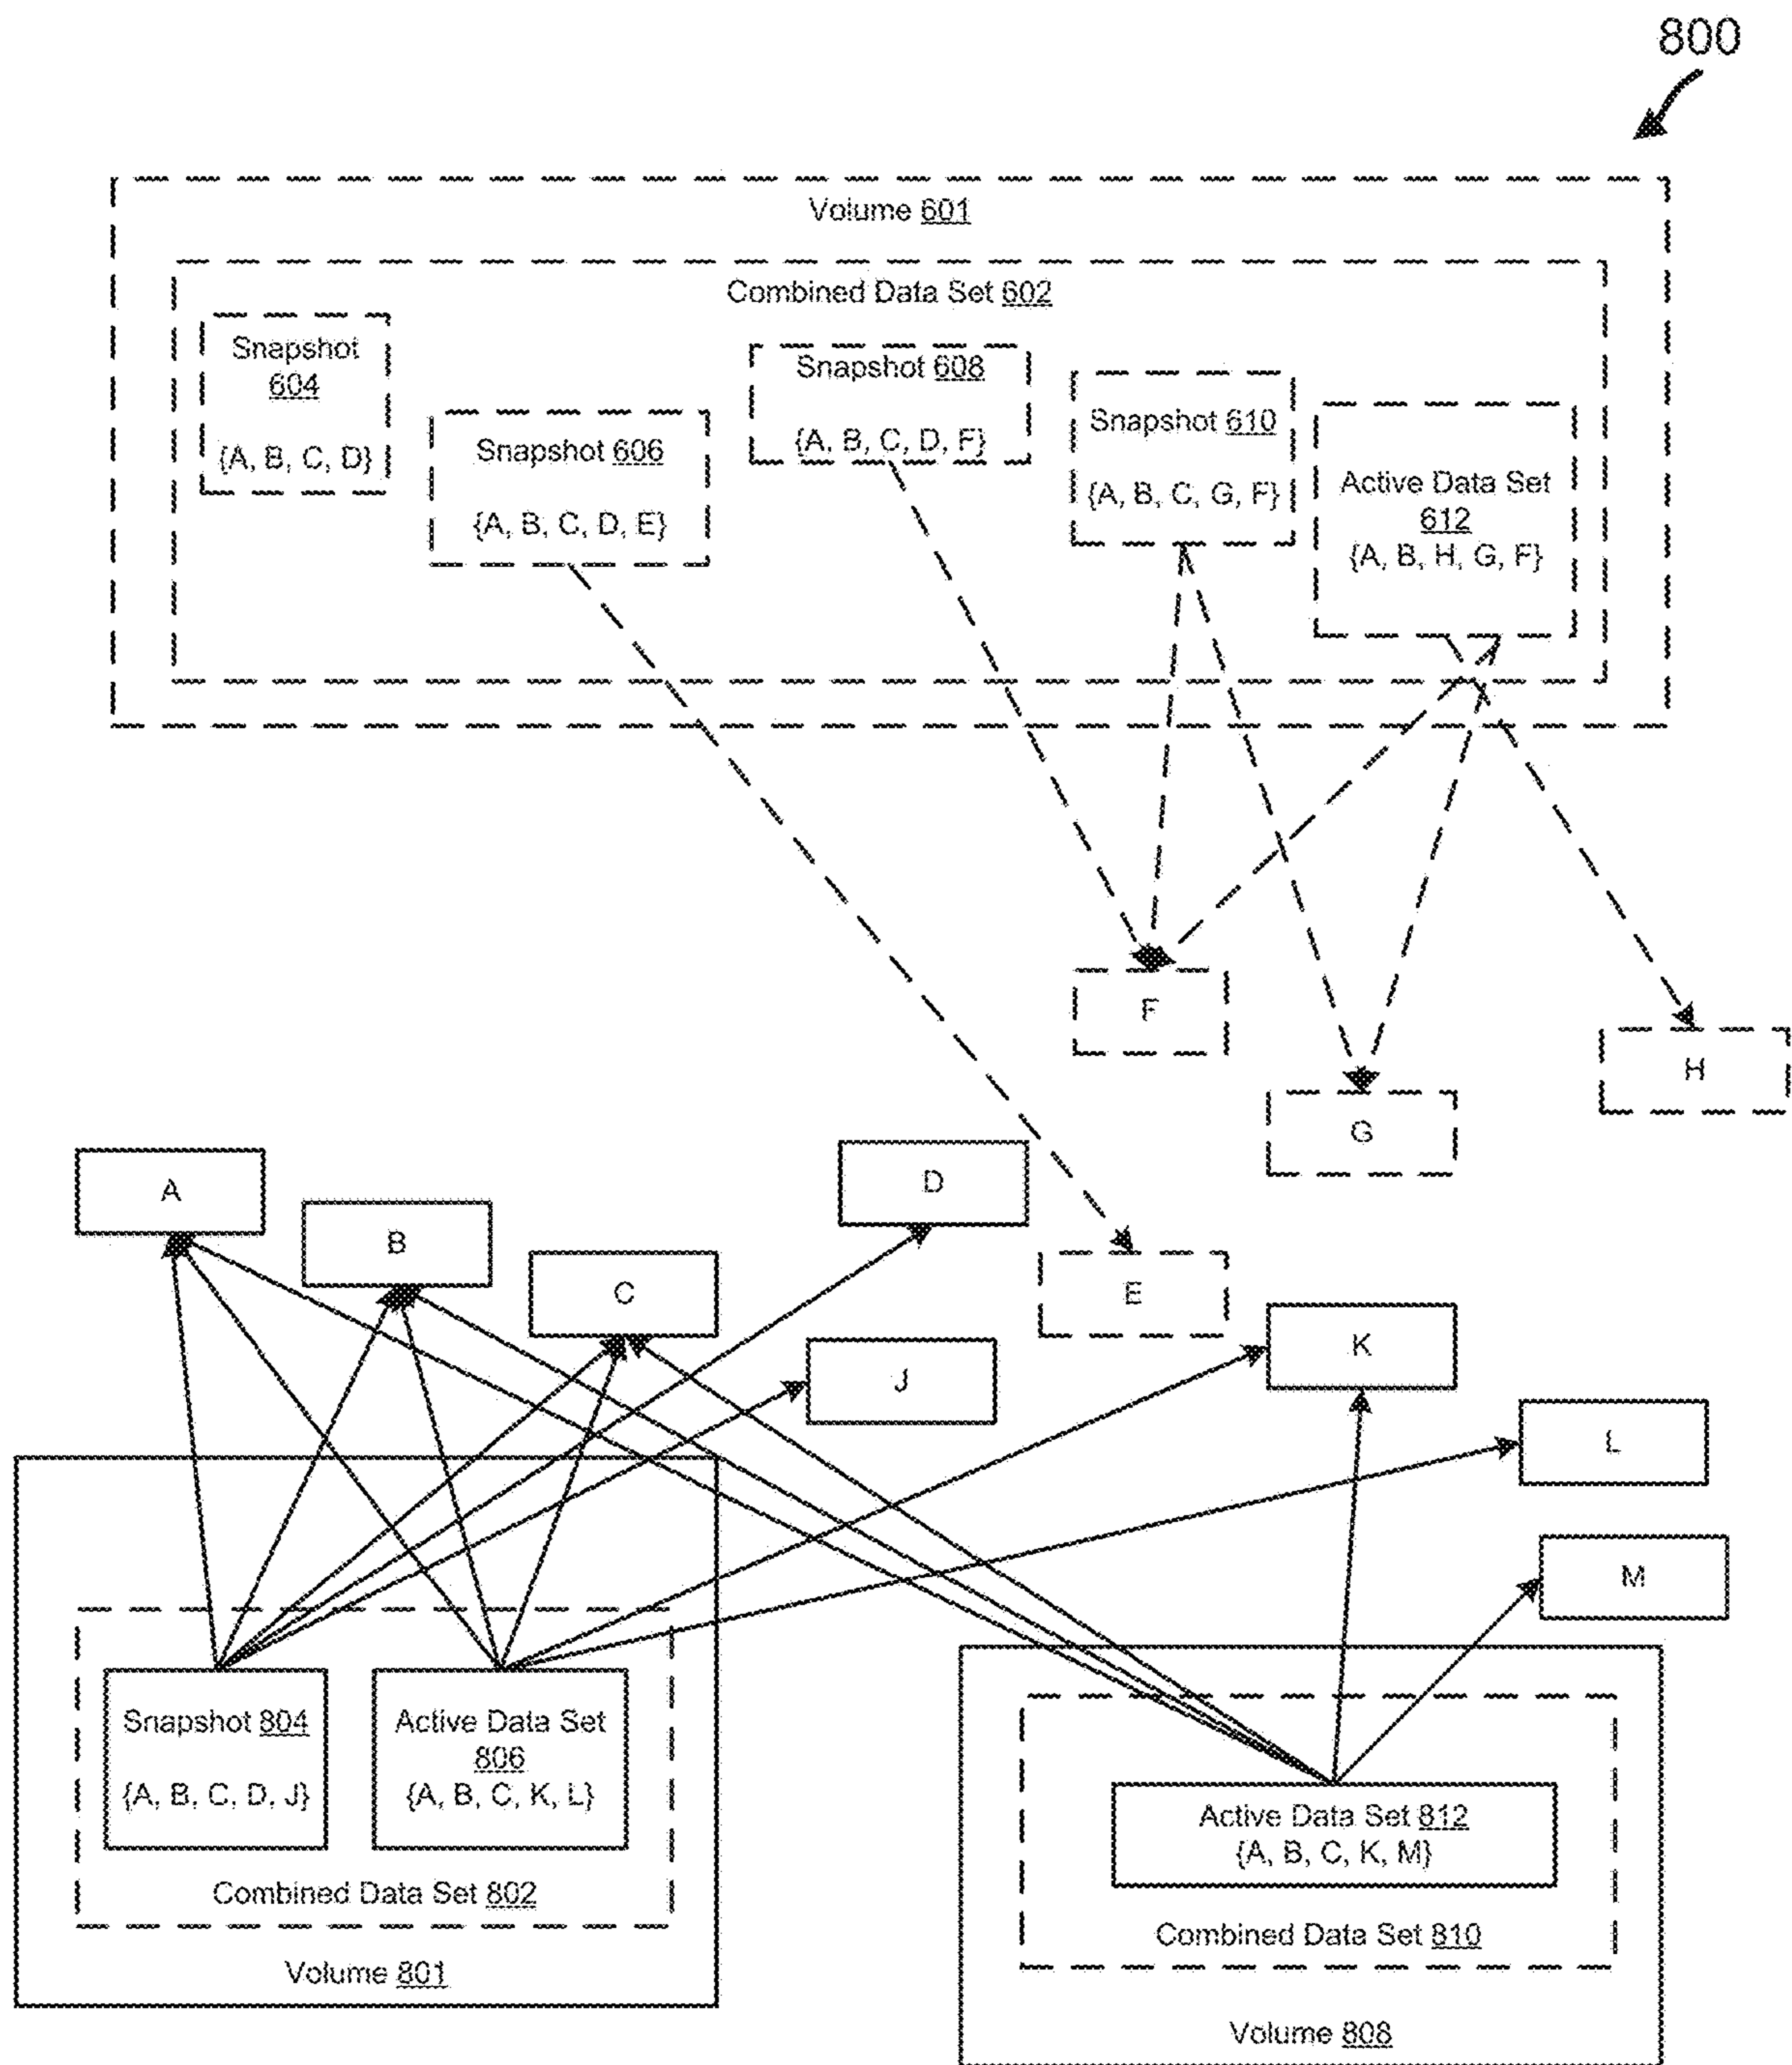 800
Volume 601
Combined Data Set 602
Snapshot
604
{A, B, C, D}
Snapshot 606
{A, B, C, D, E}
Snapshot 608
{A, B, C, D, F}
Snapshot 610
{A, B, C, G, F}
Active Data Set
612
{A, B, H, G, F}
F
H
G
A
D
B
C
E
K
J
L
M
Snapshot 804
{A, B, C, D, J}
Active Data Set
806
{A, B, C, K, L}
Combined Data Set 802
Volume 801
Active Data Set 812
{A, B, C, K, M}
Combined Data Set 810
Volume 808